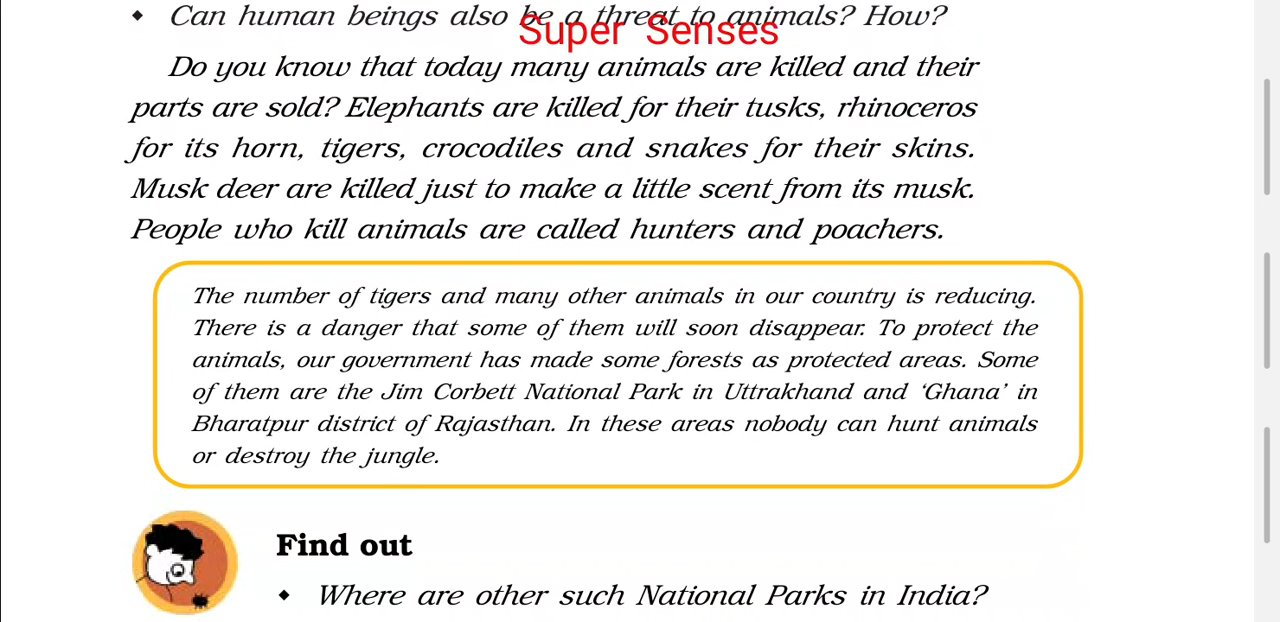 ◆ Can human beings also be a threat to animals? How?
Super Senses
Do you know that today many animals are killed and their
parts are sold? Elephants are killed for their tusks, rhinoceros
for its horn, tigers, crocodiles and snakes for their skins.
Musk deer are killed just to make a little scent from its musk.
People who kill animals are called hunters and poachers.
The number of tigers and many other animals in our country is reducing.
There is a danger that some of them will soon disappear. To protect the
animals, our government has made some forests as protected areas. Some
of them are the Jim Corbett National Park in Uttrakhand and ‘Ghana’ in
Bharatpur district of Rajasthan. In these areas nobody can hunt animals
or destroy the jungle.
Find out
◆ Where are other such National Parks in India?